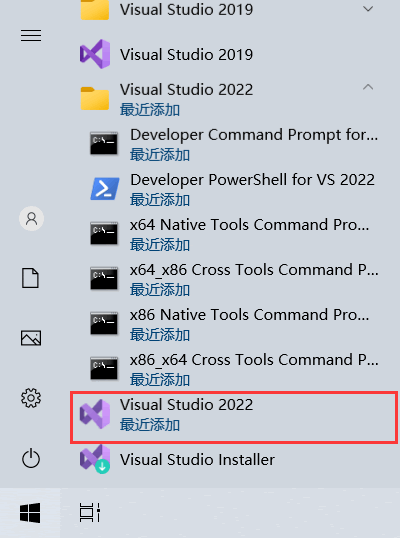 Visual Studio 2019
Visual Studio 2019
Visual Studio 2022
最近添加
Developer Command Prompt for...
最近添加
Developer PowerShell for VS 2022
最近添加
x64 Native Tools Command Pro...
最近添加
x64_x86 Cross Tools Command P...
最近添加
x86 Native Tools Command Pro...
最近添加
x86_x64 Cross Tools Command P...
最近添加
Visual Studio 2022
最近添加
Visual Studio Installer